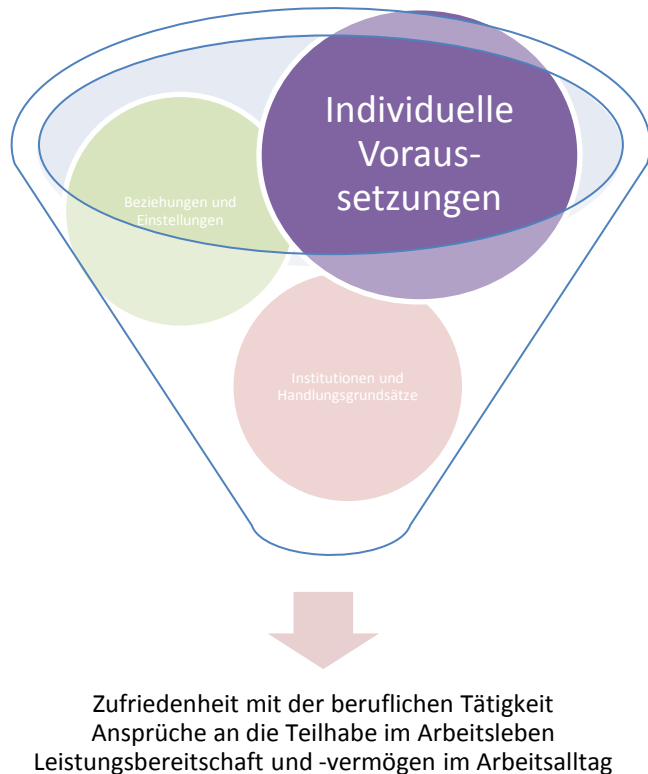 Individuelle
Voraus-
setzungen
Beziehungen und
Einstellungen
Institutionen und
Handlungsgrundsätze
Zufriedenheit mit der beruflichen Tätigkeit
Ansprüche an die Teilhabe im Arbeitsleben
Leistungsbereitschaft und -vermögen im Arbeitsalltag